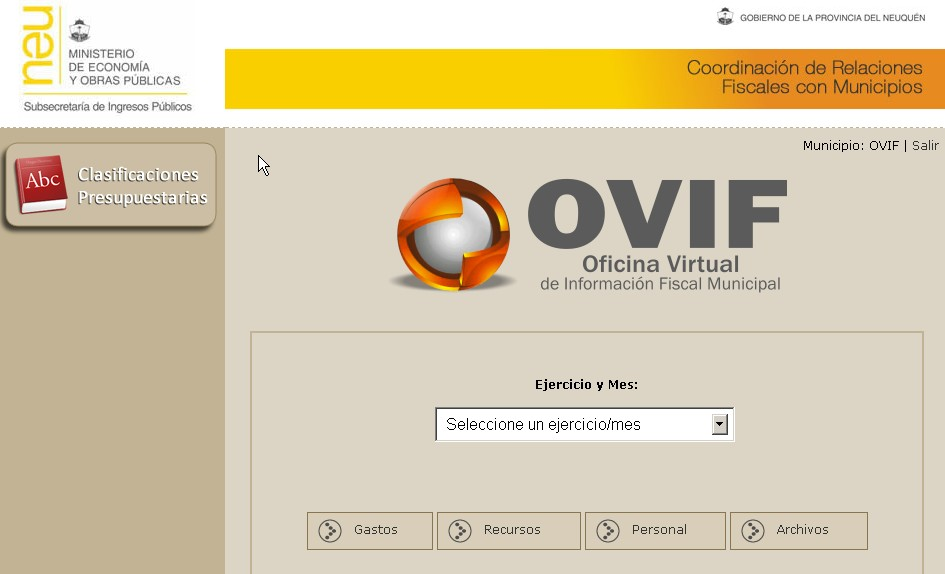 neu
MINISTERIO
DE ECONOMÍA
Y OBRAS PÚBLICAS
Subsecretaría de Ingresos Públicos
GOBIERNO DE LA PROVINCIA DEL NEUQUÉN
Coordinación de Relaciones
Fiscales con Municipios
Municipio: OVIF | Salir
Abc
Clasificaciones
Presupuestarias
OVIF
Oficina Virtual
de Información Fiscal Municipal
Ejercicio y Mes:
Seleccione un ejercicio/mes
Gastos
Recursos
Personal
Archivos